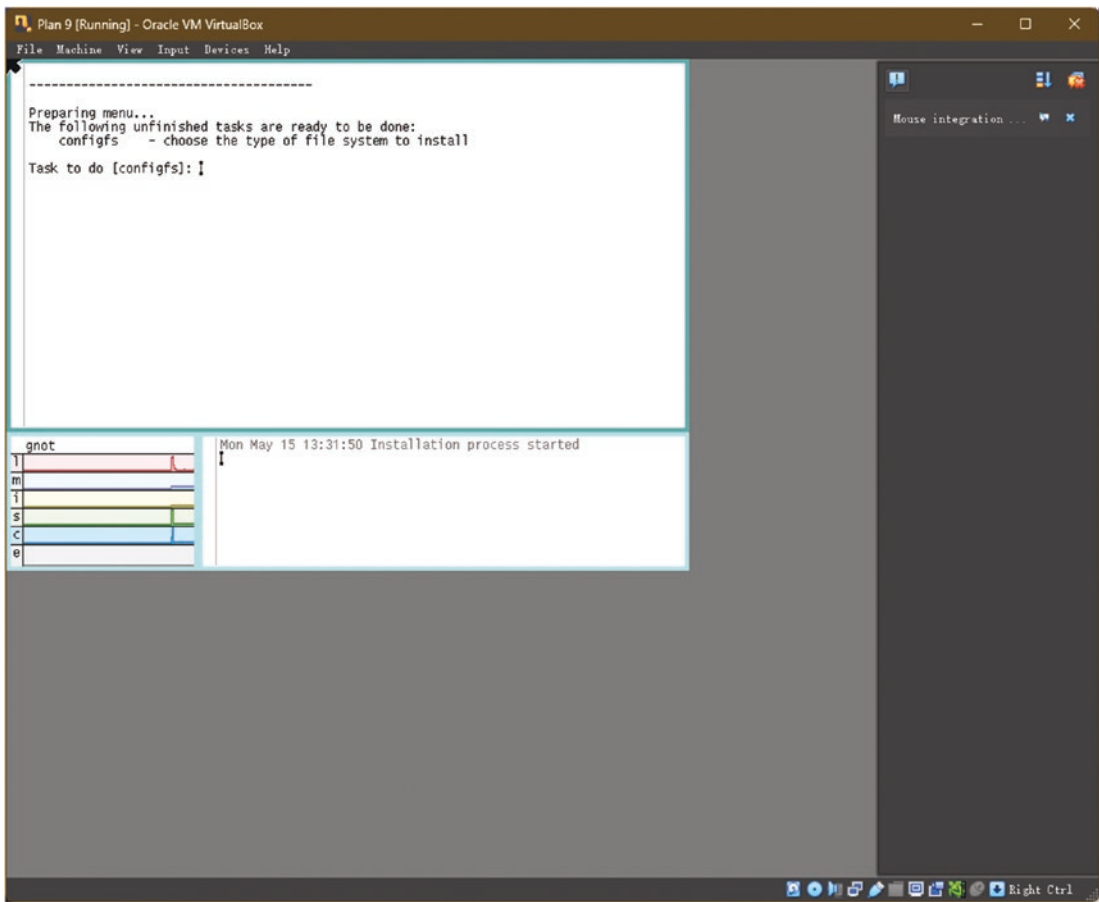 Plan 9 [Running] - Oracle VM VirtualBox
File Machine View Input Devices Help
-------------------------------------
Preparing menu...
The following unfinished tasks are ready to be done:
configfs - choose the type of file system to install
Task to do [configfs]:
Mouse integration ...
gnot
l
m
i
s
c
e
Mon May 15 13:31:50 Installation process started
Right Ctrl